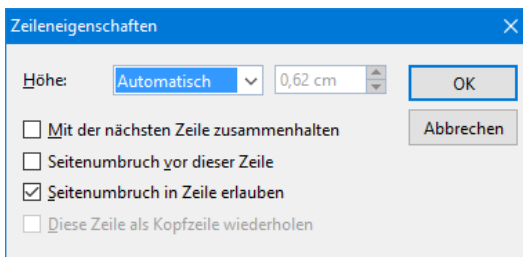 Zeileneigenschaften
Höhe: Automatisch 0,62 cm OK
Mit der nächsten Zeile zusammenhalten Abbrechen
Seitenumbruch vor dieser Zeile
Seitenumbruch in Zeile erlauben
Diese Zeile als Kopfzeile wiederholen